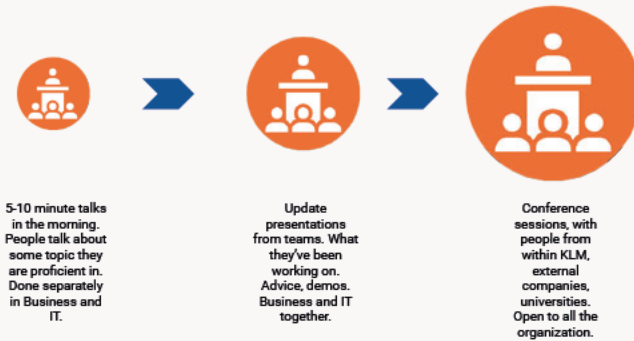 5-10 minute talks
in the morning.
People talk about
some topic they
are proficient in.
Done separately
in Business and
IT.
Update
presentations
from teams. What
they've been
working on.
Advice, demos.
Business and IT
together.
Conference
sessions, with
people from
within KLM,
external
companies,
universities.
Open to all the
organization.